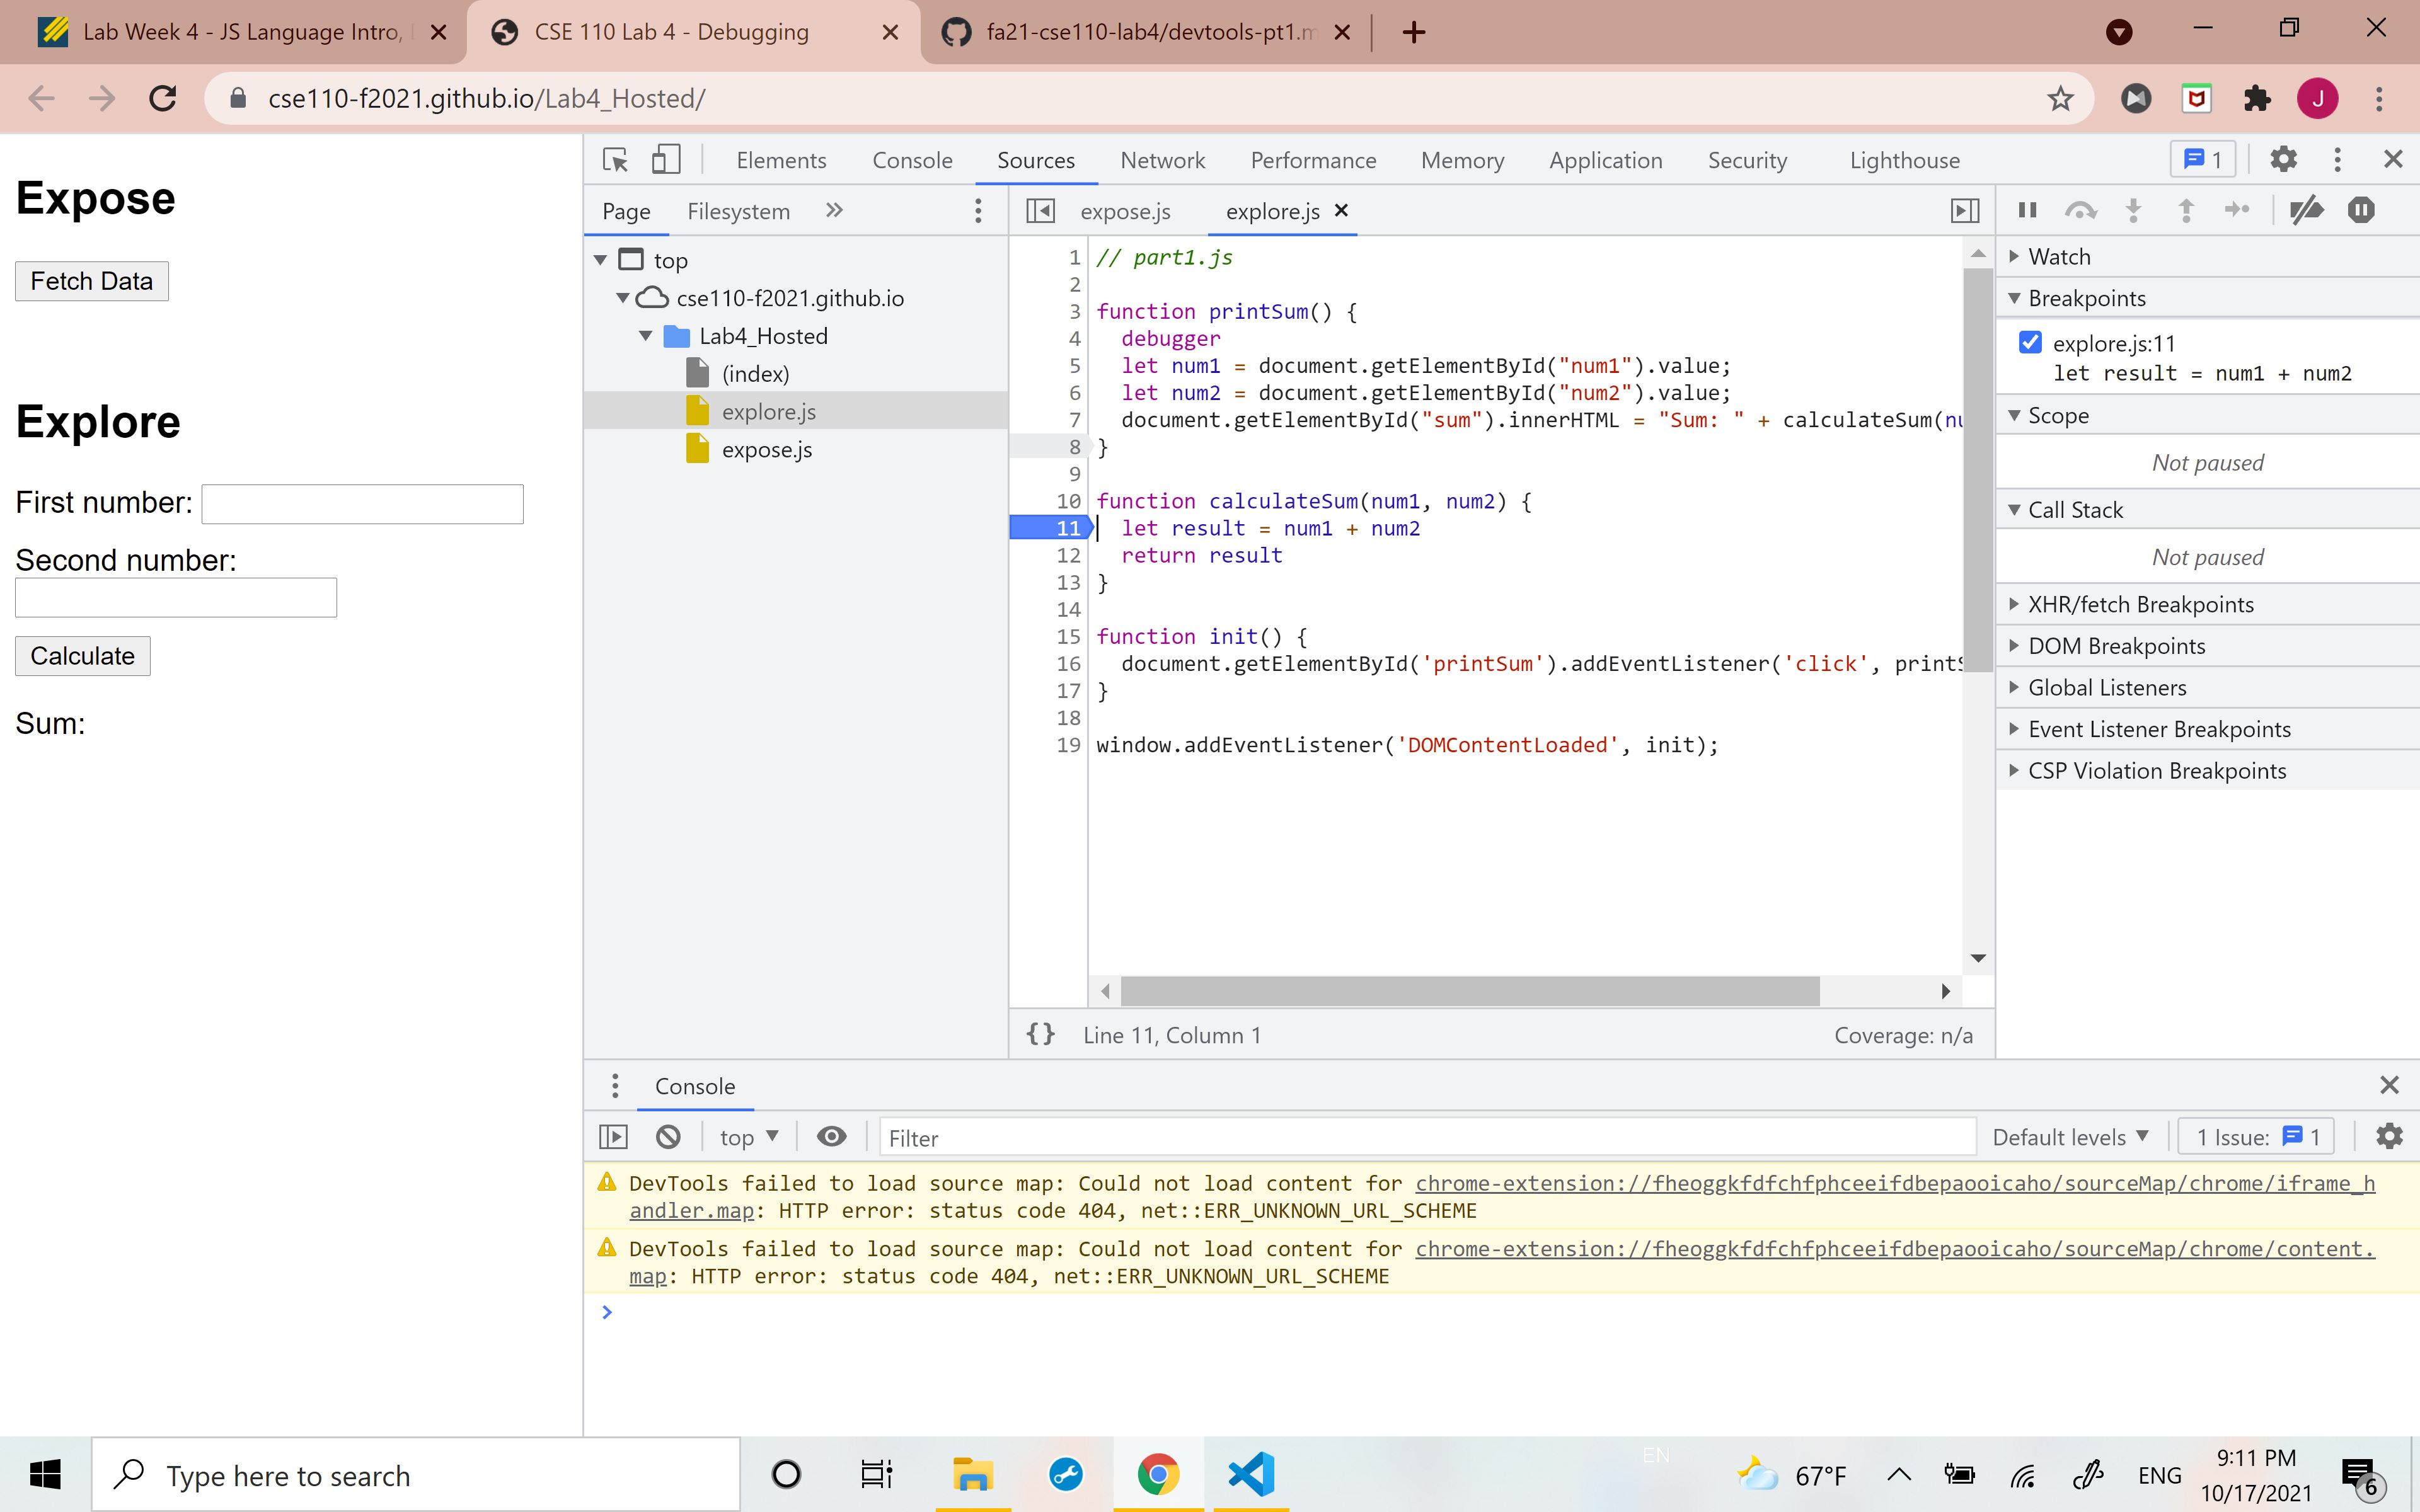 Lab Week 4 - JS Language Intro,
CSE 110 Lab 4 - Debugging
fa21-cse110-lab4/devtools-pt1.m
cse110-f2021.github.io/Lab4_Hosted/
J
Expose
Fetch Data
Explore
First number:
Second number:
Calculate
Sum:
Elements Console Sources Network Performance Memory Application Security Lighthouse 1
Page Filesystem
top
cse110-f2021.github.io
Lab4_Hosted
(index)
explore.js
expose.js
expose.js explore.js
1 // part1.js
2
3 function printSum() {
4 debugger
5 let num1 = document.getElementById("num1").value;
6 let num2 = document.getElementById("num2").value;
7 document.getElementById("sum").innerHTML = "Sum: " + calculateSum(nu
8 }
9
10 function calculateSum(num1, num2) {
11 let result = num1 + num2
12 return result
13 }
14
15 function init() {
16 document.getElementById('printSum').addEventListener('click', printS
17 }
18
19 window.addEventListener('DOMContentLoaded', init);
{} Line 11, Column 1 Coverage: n/a
Watch
Breakpoints
explore.js:11
let result = num1 + num2
Scope
Not paused
Call Stack
Not paused
XHR/fetch Breakpoints
DOM Breakpoints
Global Listeners
Event Listener Breakpoints
CSP Violation Breakpoints
Console
top Filter Default levels 1 Issue: 1
DevTools failed to load source map: Could not load content for chrome-extension://fheoggkfdfchfphceeifdbepaooicaho/sourceMap/chrome/iframe_h
andler.map: HTTP error: status code 404, net::ERR_UNKNOWN_URL_SCHEME
DevTools failed to load source map: Could not load content for chrome-extension://fheoggkfdfchfphceeifdbepaooicaho/sourceMap/chrome/content.
map: HTTP error: status code 404, net::ERR_UNKNOWN_URL_SCHEME
Type here to search
EN
67°F
ENG
9:11 PM
10/17/2021
6